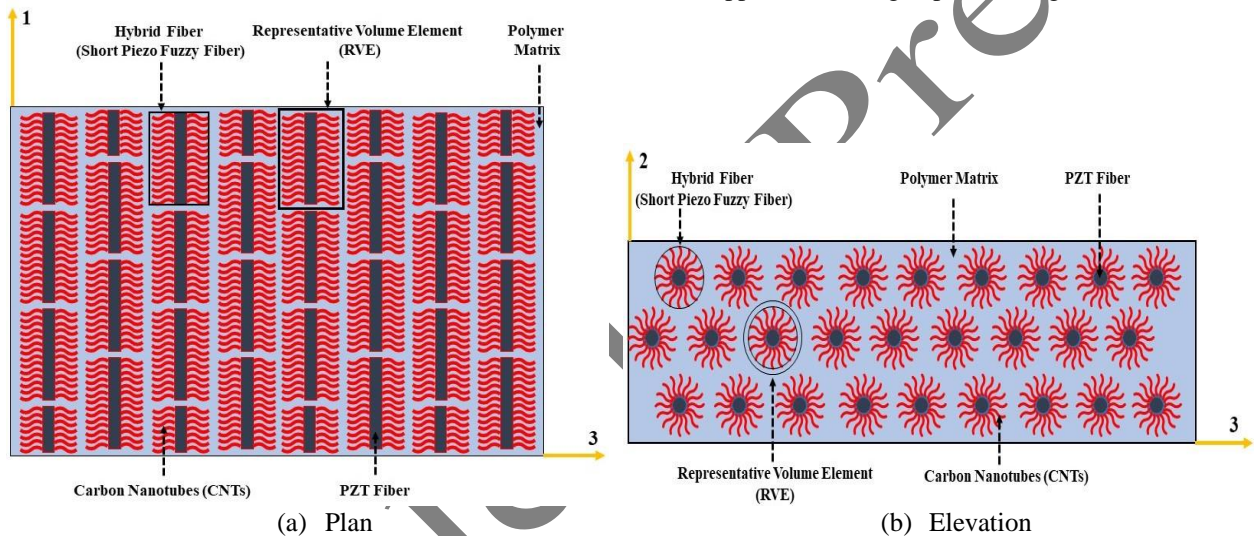 1
Hybrid Fiber
(Short Piezo Fuzzy Fiber)
Representative Volume Element
(RVE)
Polymer
Matrix
3
Carbon Nanotubes (CNTs)
PZT Fiber
(a) Plan
2
Hybrid Fiber
(Short Piezo Fuzzy Fiber)
Polymer Matrix
PZT Fiber
3
Representative Volume Element
(RVE)
Carbon Nanotubes (CNTs)
(b) Elevation
Pre